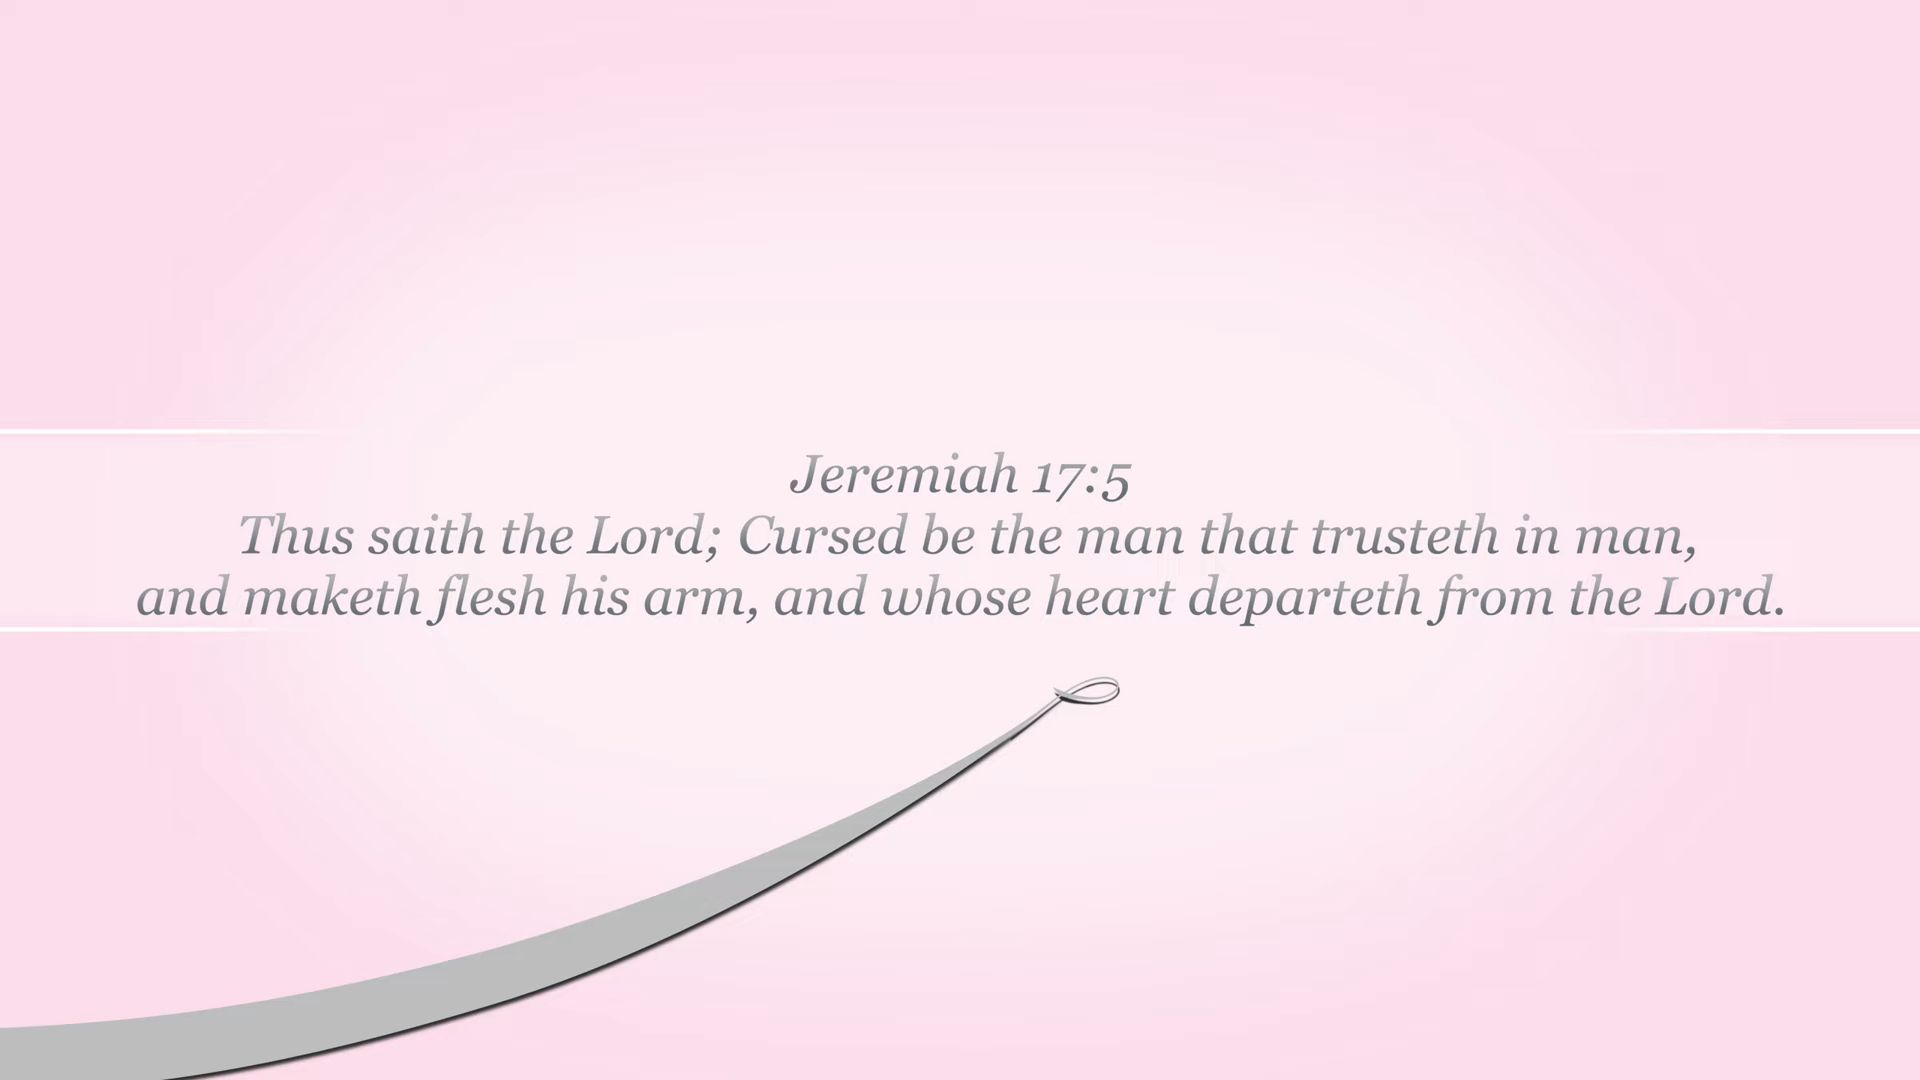 Jeremiah 17:5
Thus saith the Lord; Cursed be the man that trusteth in man,
and maketh flesh his arm, and whose heart departeth from the Lord.